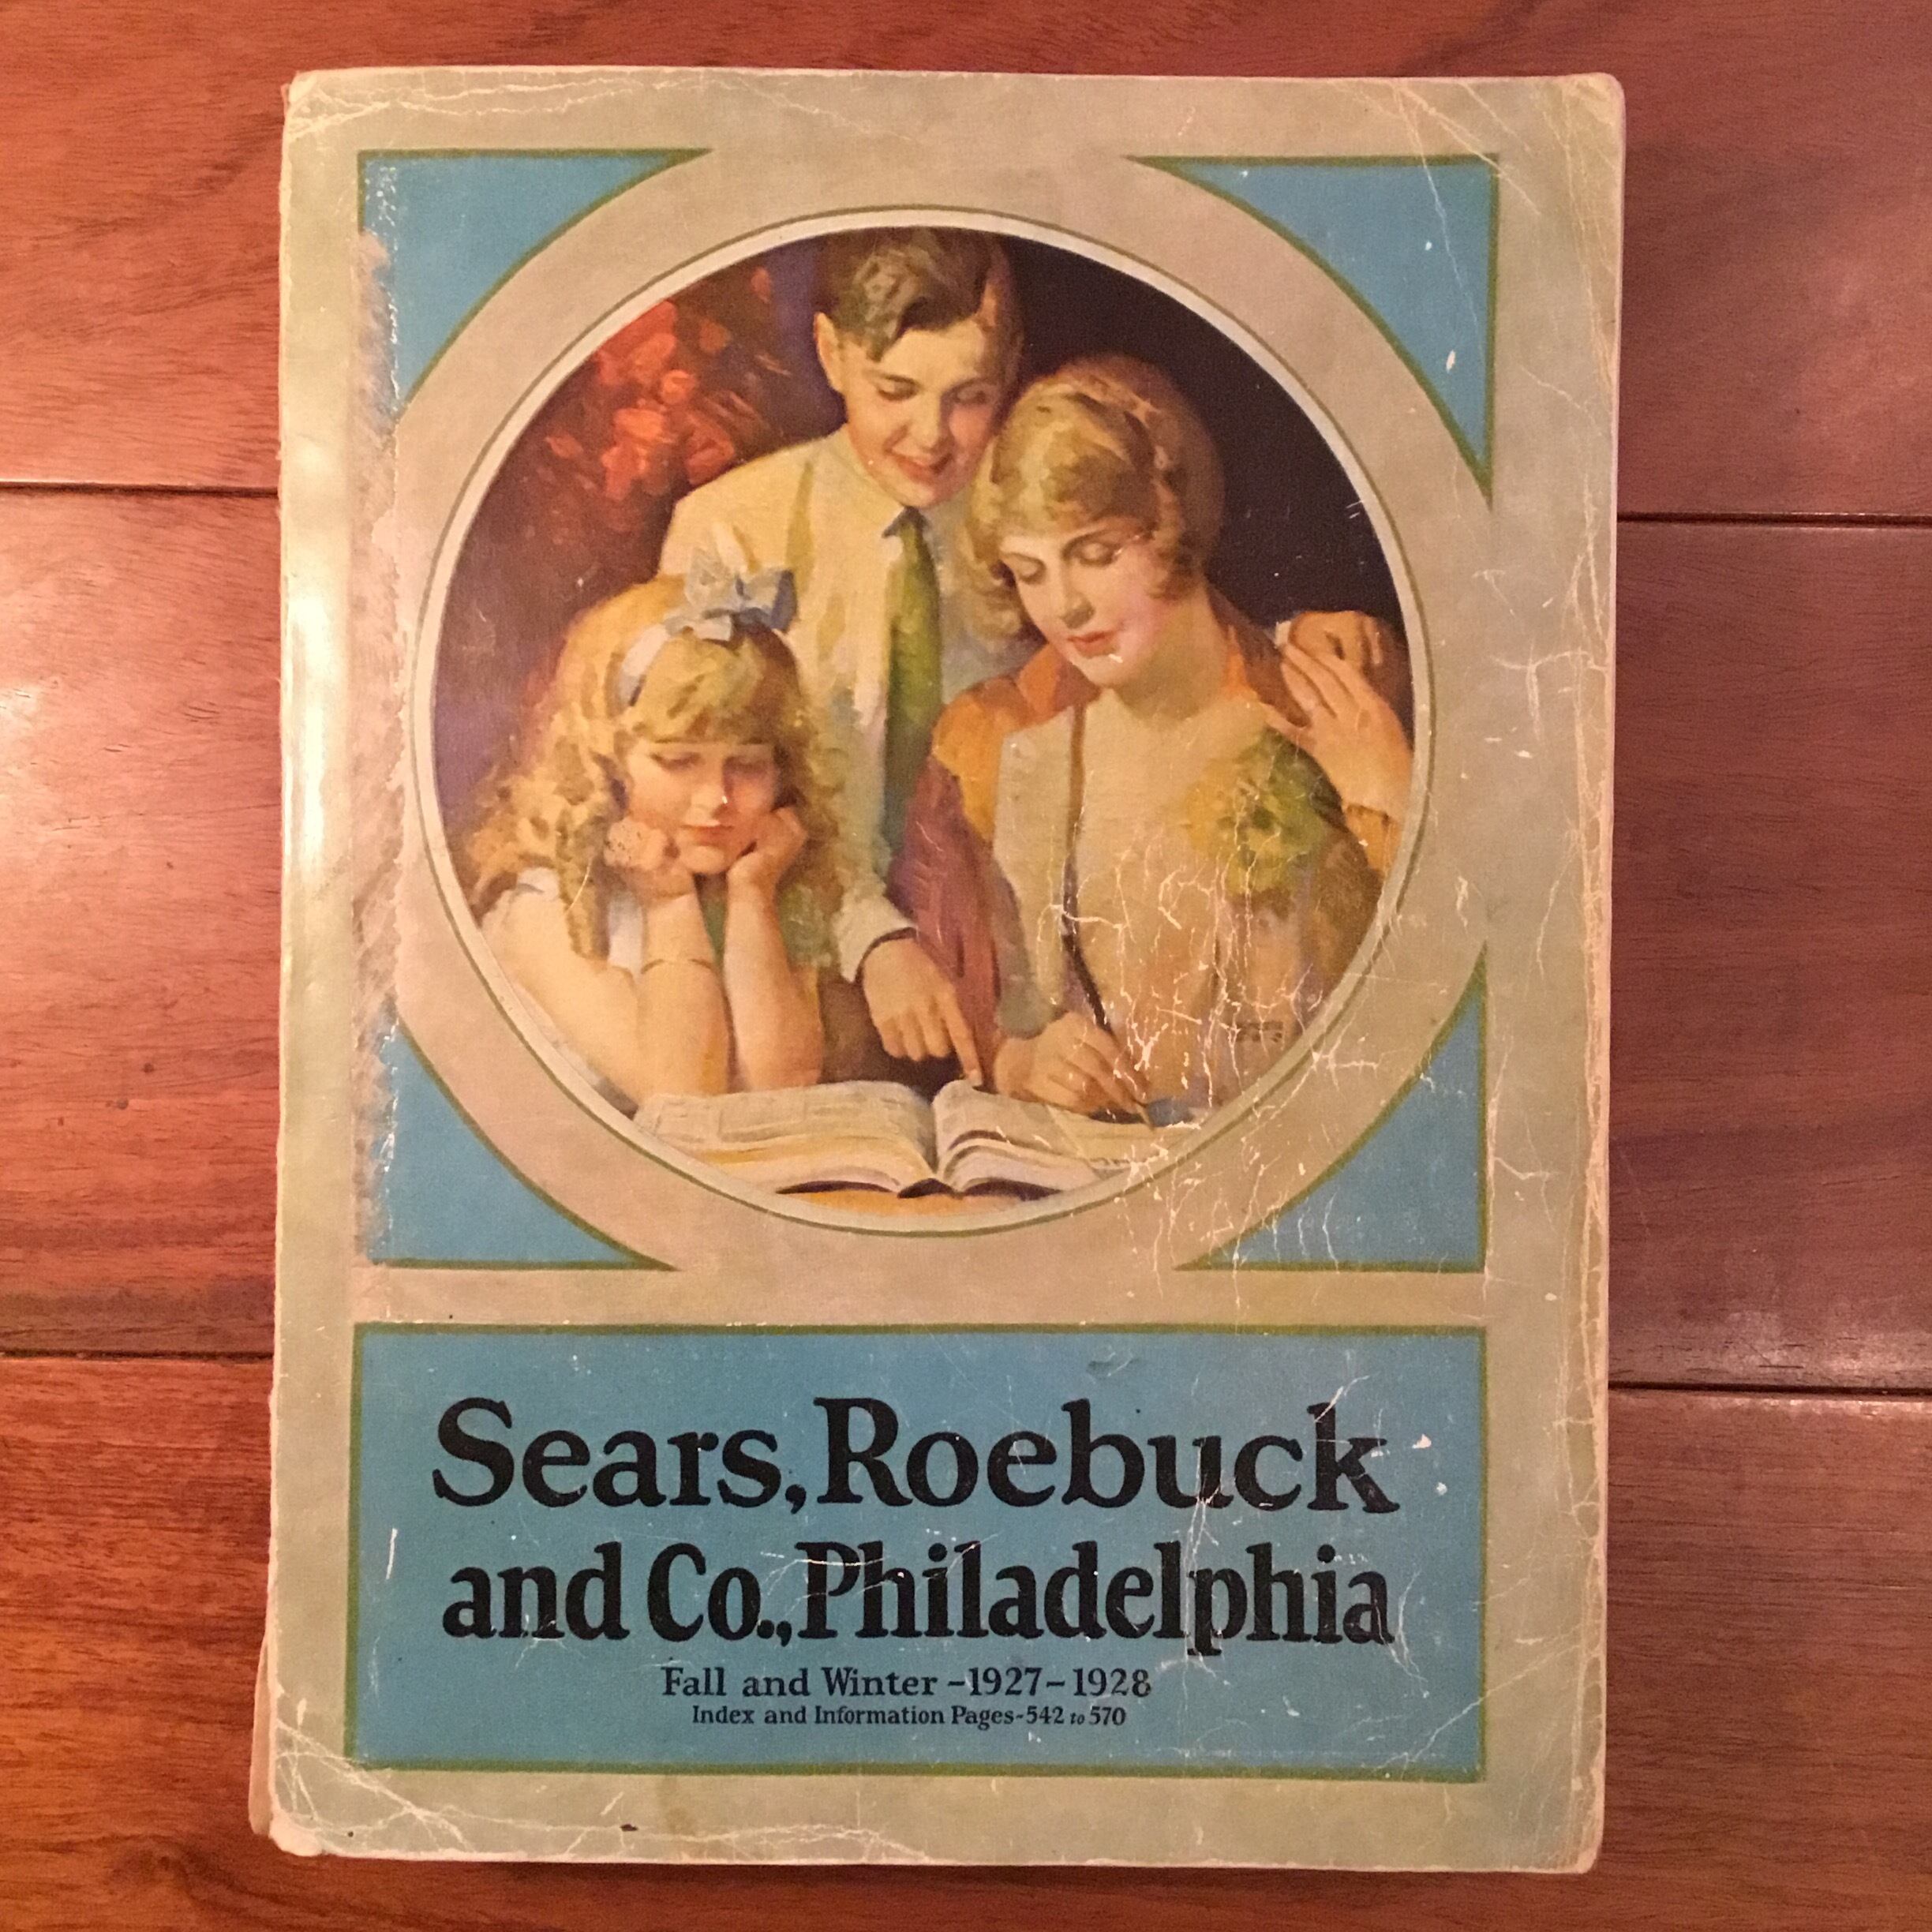 Sears, Roebuck
and Co., Philadelphia
Fall and Winter -1927-1928
Index and Information Pages-542 to 570